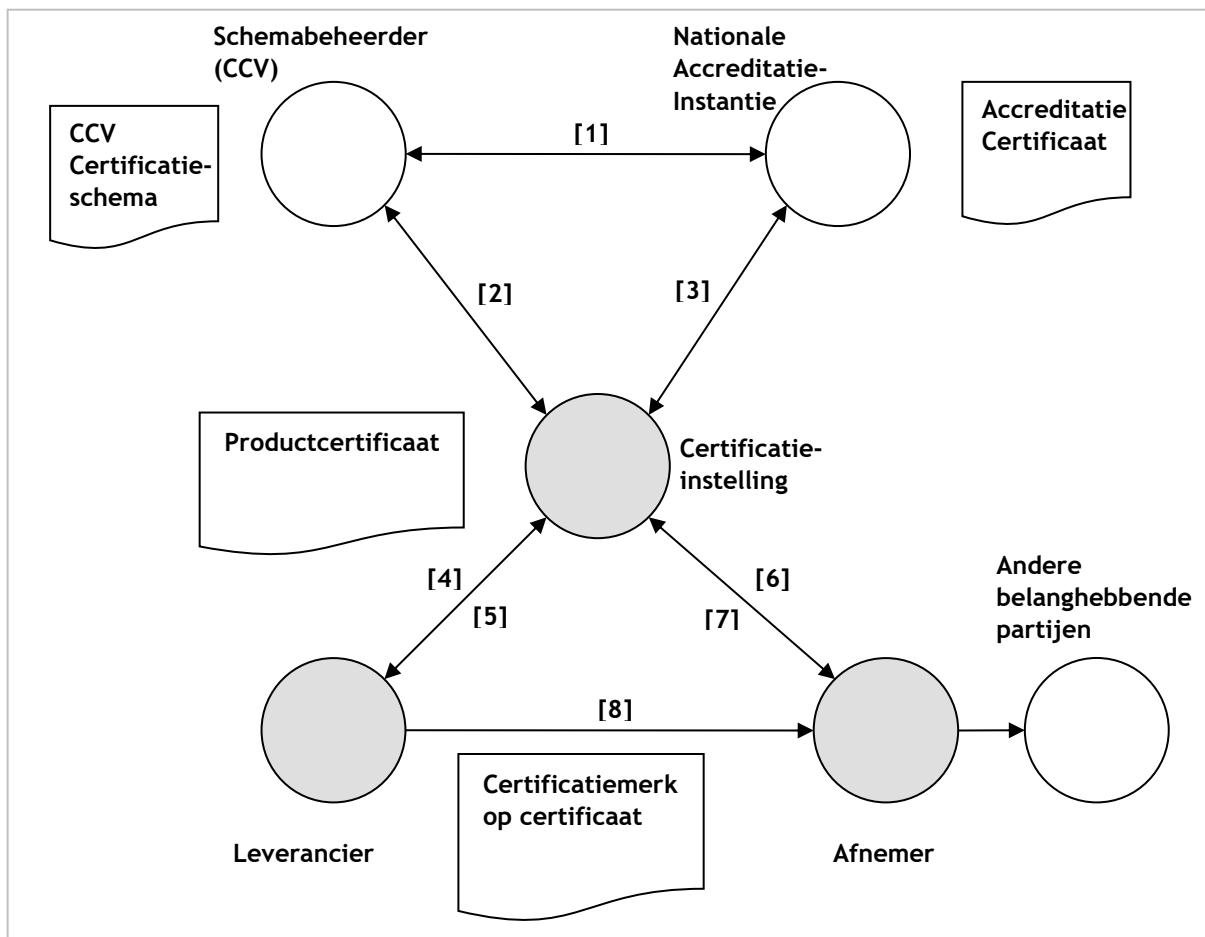 Schemabeheerder
(CCV)
Nationale
Accreditatie-
Instantie
CCV
Certificatie-
schema
[1]
Accreditatie
Certificaat
[2]
[3]
Productcertificaat
Certificatie-
instelling
[4]
[5]
[6]
[7]
Andere
belanghebbende
partijen
[8]
Certificatiemerk
op certificaat
Leverancier
Afnemer